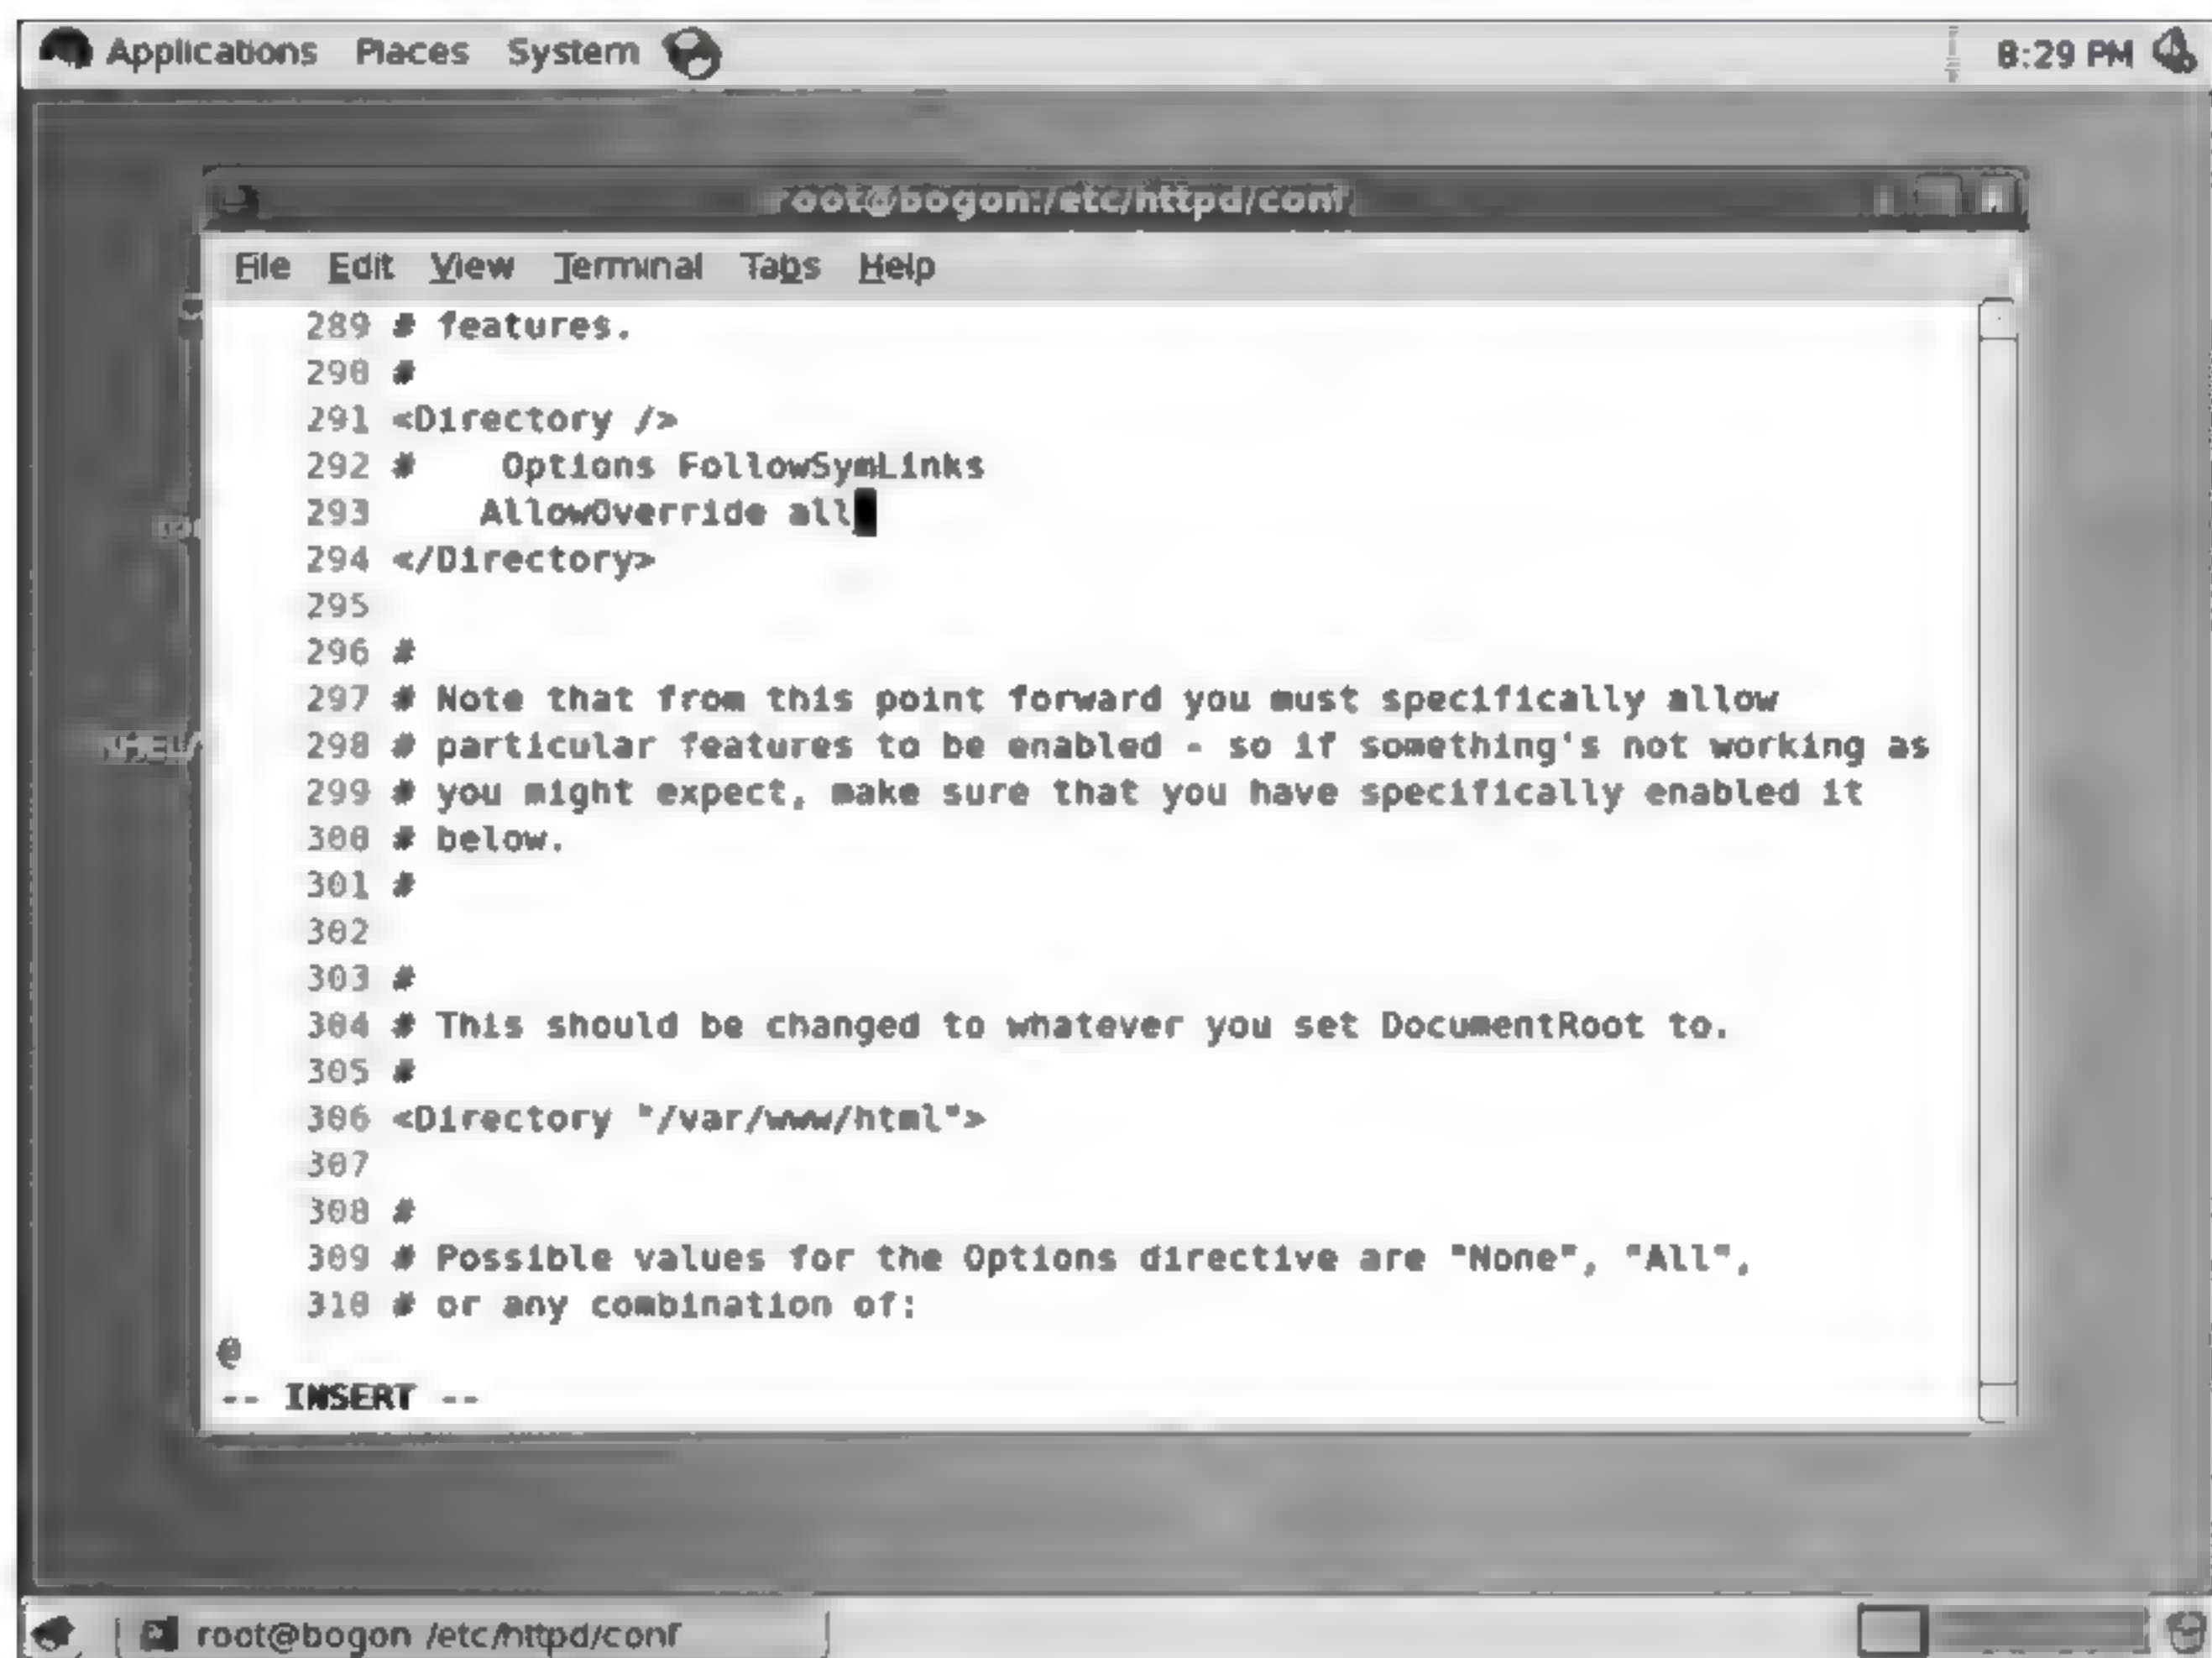 Applications Places System 8:29 PM
root@bogon:/etc/httpd/conf
File Edit View Terminal Tabs Help
289 # features.
290 #
291 <Directory />
292 #    Options FollowSymLinks
293     AllowOverride all
294 </Directory>
295
296 #
297 # Note that from this point forward you must specifically allow
298 # particular features to be enabled - so if something's not working as
299 # you might expect, make sure that you have specifically enabled it
300 # below.
301 #
302
303 #
304 # This should be changed to whatever you set DocumentRoot to.
305 #
306 <Directory "/var/www/html">
307
308 #
309 # Possible values for the Options directive are "None", "All",
310 # or any combination of:
@
-- INSERT --
root@bogon /etc/httpd/conf